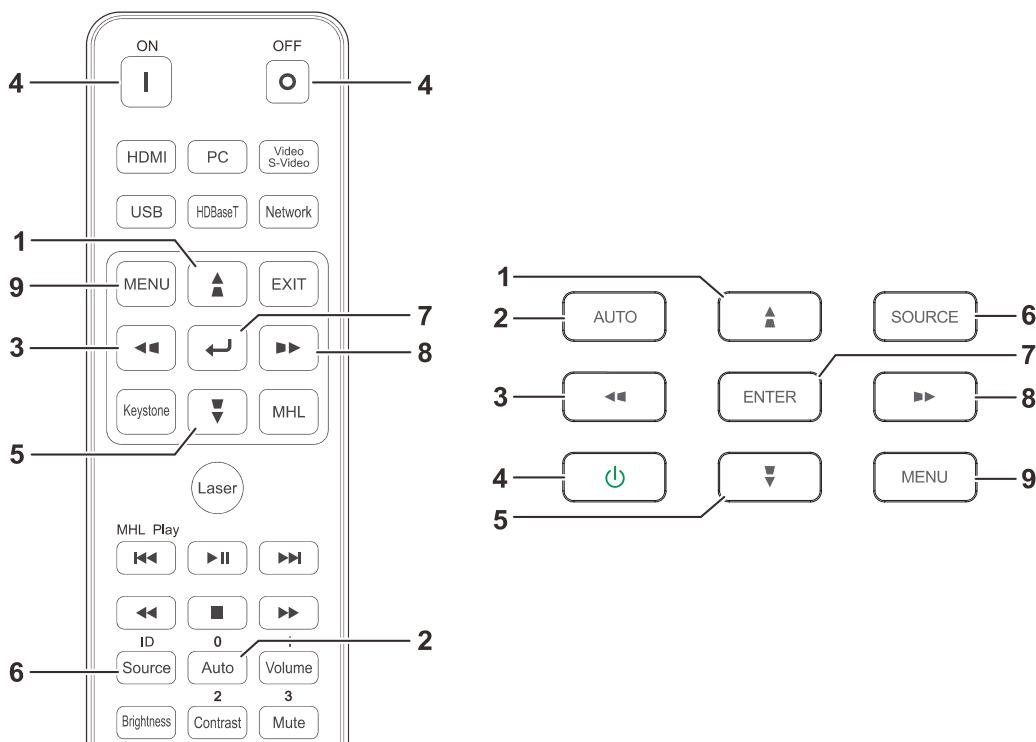 ON OFF
4 4
HDMI PC Video
S-Video
USB HDBaseT Network
1
9 MENU EXIT
7
3 8
Keystone MHL
5
Laser
MHL Play
ID 0
2
6 Source Auto Volume
2 3
Brightness Contrast Mute
1
2 AUTO SOURCE 6
7
3 ENTER 8
4 MENU 9
5